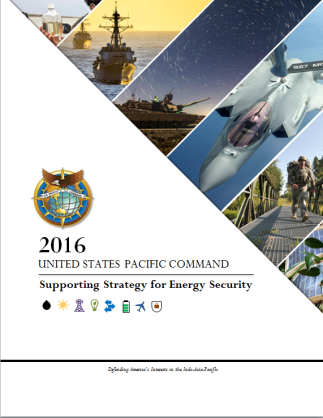 2016
UNITED STATES PACIFIC COMMAND
Supporting Strategy for Energy Security
Defending America's Interests in the Indo-Asia-Pacific